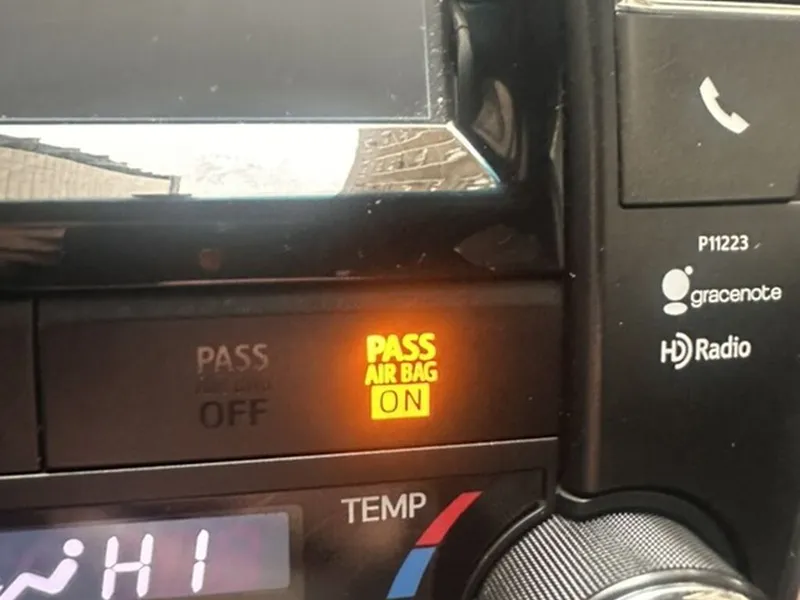 P11223
gracenote
HD Radio
PASS
OFF
PASS
AIR BAG
ON
TEMP
HI